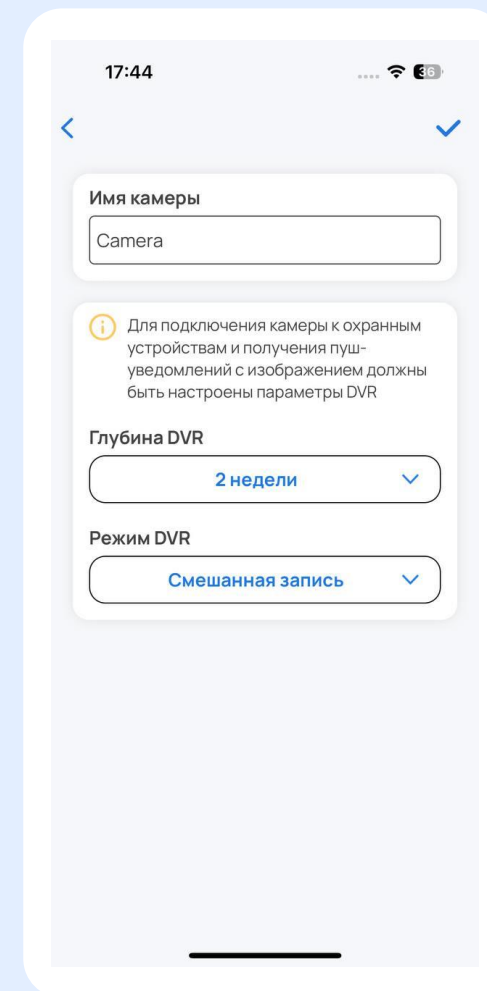 17:44
36
Имя камеры
Camera
Для подключения камеры к охранным
устройствам и получения пуш-
уведомлений с изображением должны
быть настроены параметры DVR
Глубина DVR
2 недели
Режим DVR
Смешанная запись